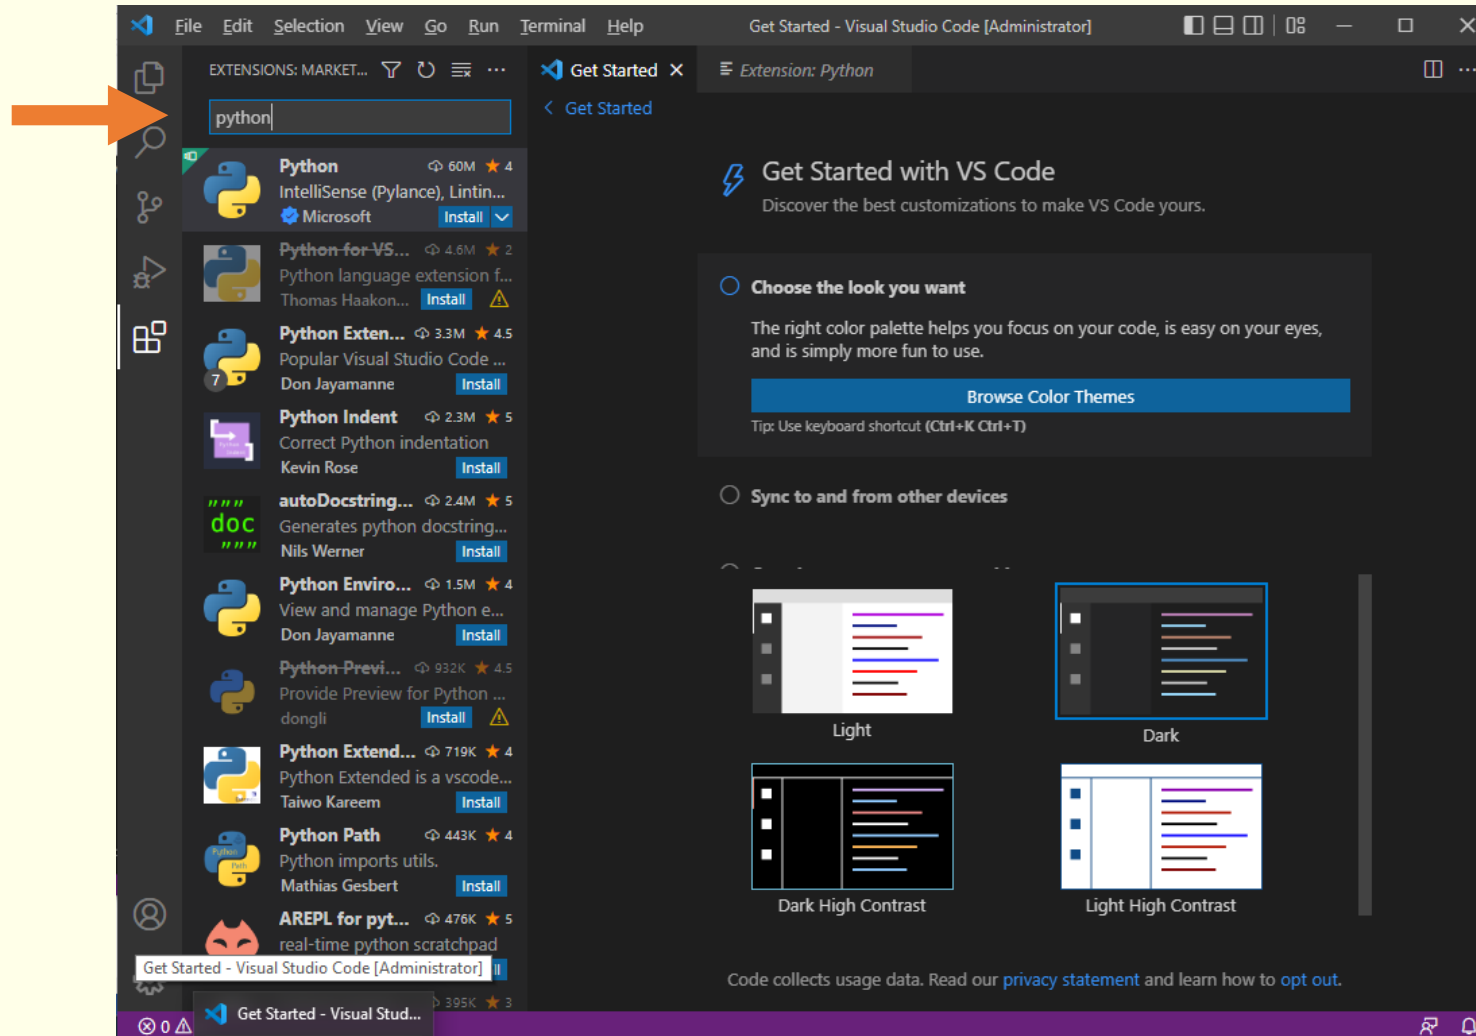 File Edit Selection View Go Run Terminal Help Get Started - Visual Studio Code [Administrator]
EXTENSIONS: MARKET...
python
Python 60M 4
IntelliSense (Pylance), Lintin...
Microsoft Install
Python for VS... 4.6M 2
Python language extension f...
Thomas Haakon... Install
Python Exten... 3.3M 4.5
Popular Visual Studio Code ...
7 Don Jayamanne Install
Python Indent 2.3M 5
Correct Python indentation
Kevin Rose Install
autoDocstring... 2.4M 5
Generates python docstring...
Nils Werner Install
""" doc """
Python Enviro... 1.5M 4
View and manage Python e...
Don Jayamanne Install
Python Previ... 932K 4.5
Provide Preview for Python ...
dongli Install
Python Extend... 719K 4
Python Extended is a vscode...
Taiwo Kareem Install
Python Path 443K 4
Python imports utils.
Mathias Gesbert Install
AREPL for pyt... 476K 5
real-time python scratchpad
395K 3
Get Started - Visual Studio Code [Administrator]
Get Started - Visual Stud...
0
Get Started Extension: Python
Get Started
Get Started with VS Code
Discover the best customizations to make VS Code yours.
Choose the look you want
The right color palette helps you focus on your code, is easy on your eyes,
and is simply more fun to use.
Browse Color Themes
Tip: Use keyboard shortcut (Ctrl+K Ctrl+T)
Sync to and from other devices
Light
Dark
Dark High Contrast
Light High Contrast
Code collects usage data. Read our privacy statement and learn how to opt out.